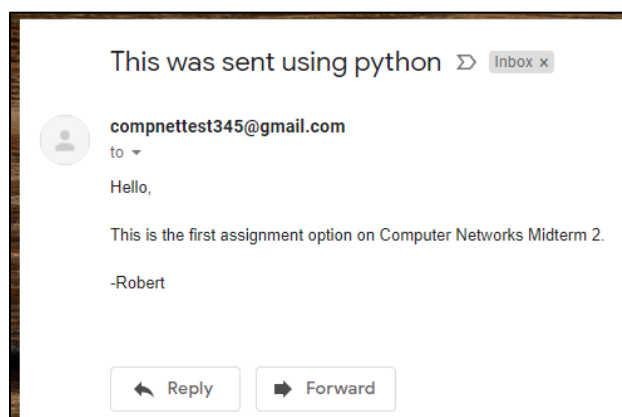 This was sent using python Inbox x
compnettest345@gmail.com
to
Hello,
This is the first assignment option on Computer Networks Midterm 2.
-Robert
Reply Forward